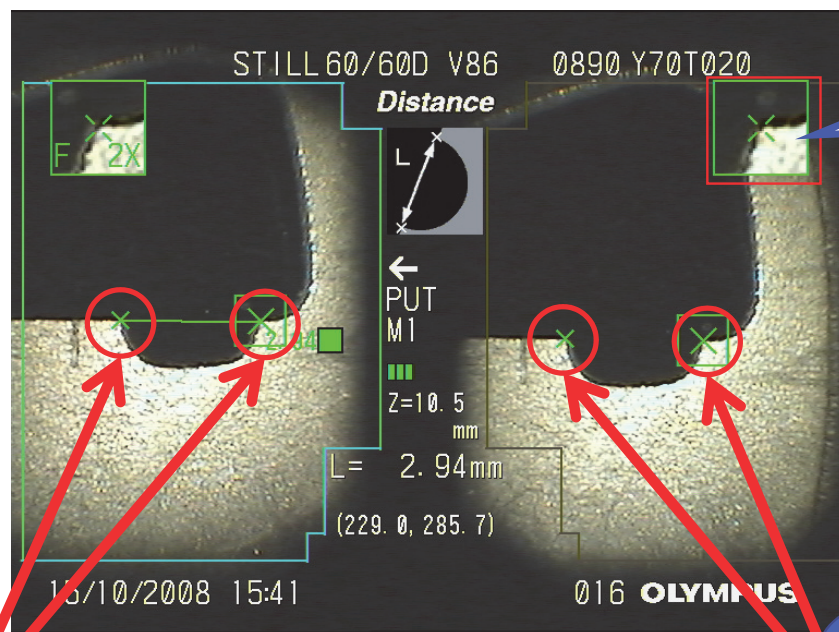 STILL 60/60D V86 0890 Y70T020
Distance
F 2X
L
←
PUT
M1
Z=10.5
mm
L= 2.94mm
(229.0, 285.7)
15/10/2008 15:41 016 OLYMPUS